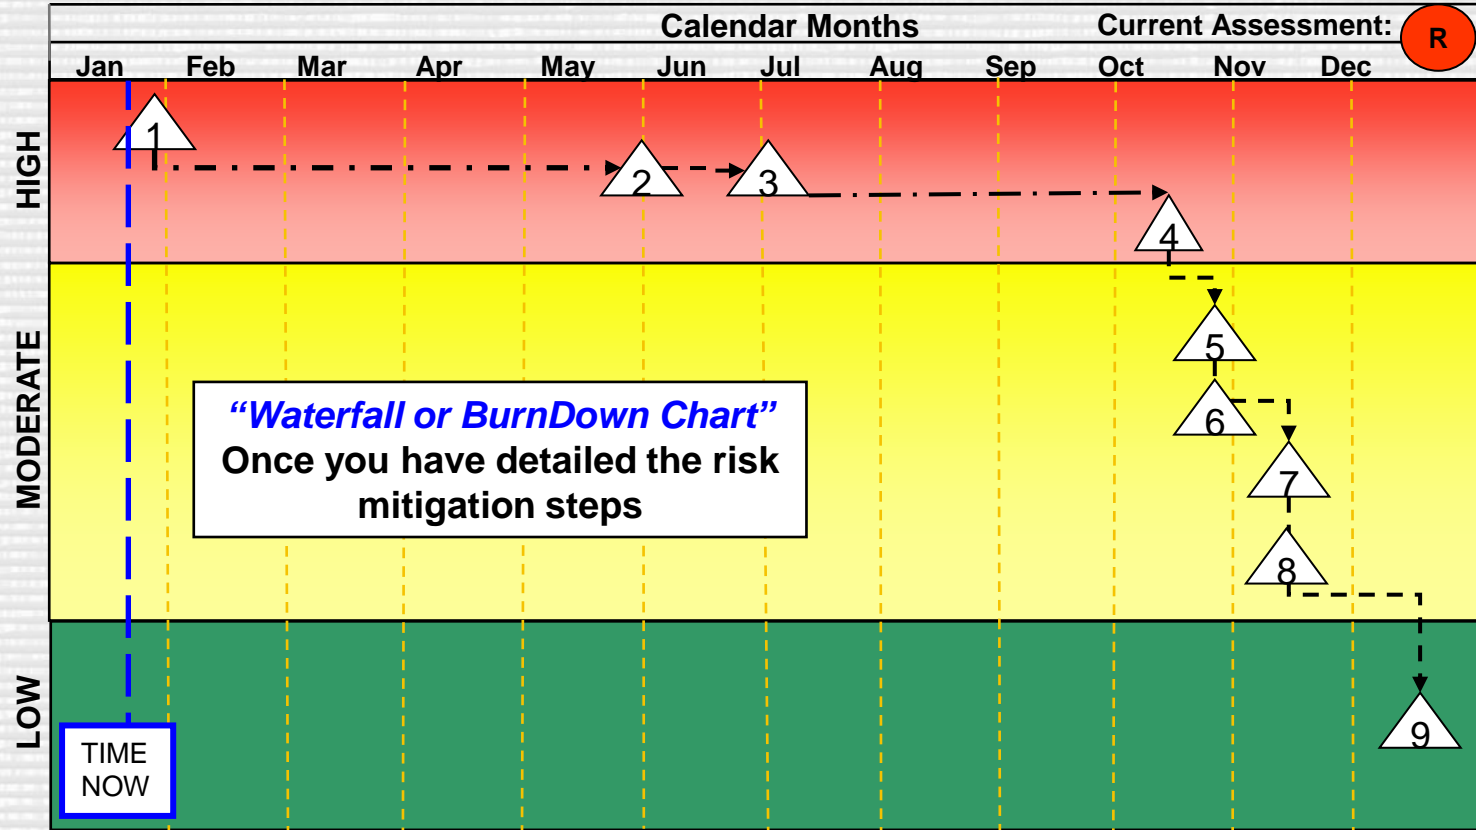 Calendar Months
Current Assessment:
R
Jan Feb Mar Apr May Jun Jul Aug Sep Oct Nov Dec
HIGH
1
2
3
4
MODERATE
5
6
7
8
“Waterfall or BurnDown Chart”
Once you have detailed the risk
mitigation steps
LOW
9
TIME
NOW